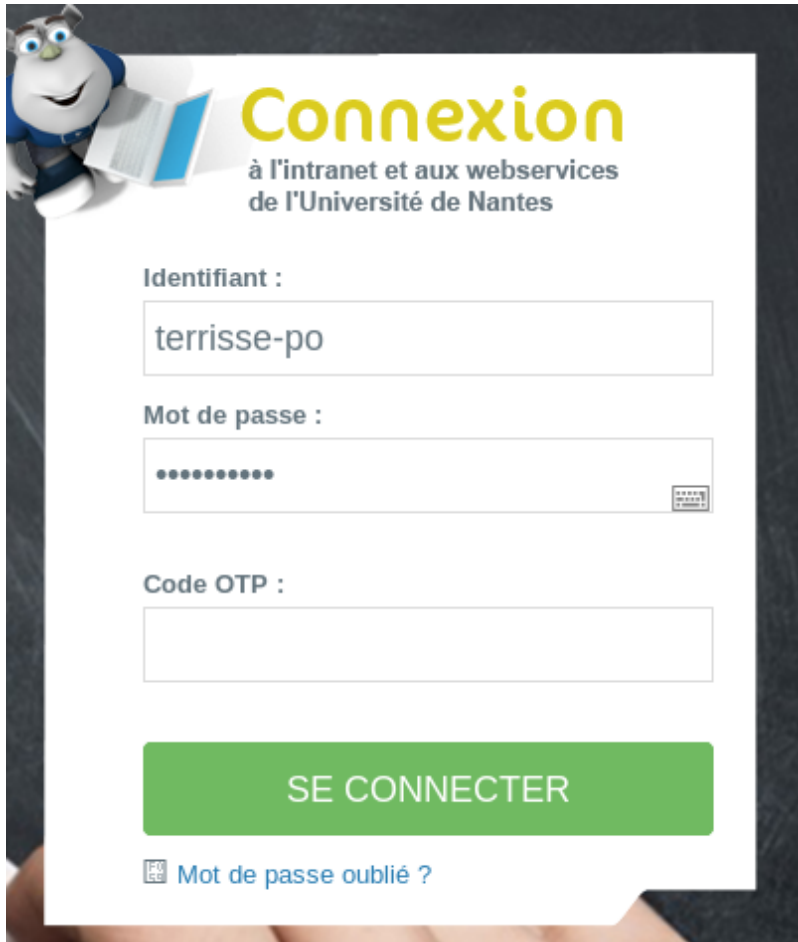 Connexion
à l'intranet et aux webservices
de l'Université de Nantes
Identifiant :
terrisse-po
Mot de passe :
••••••••••
Code OTP :
SE CONNECTER
Mot de passe oublié ?